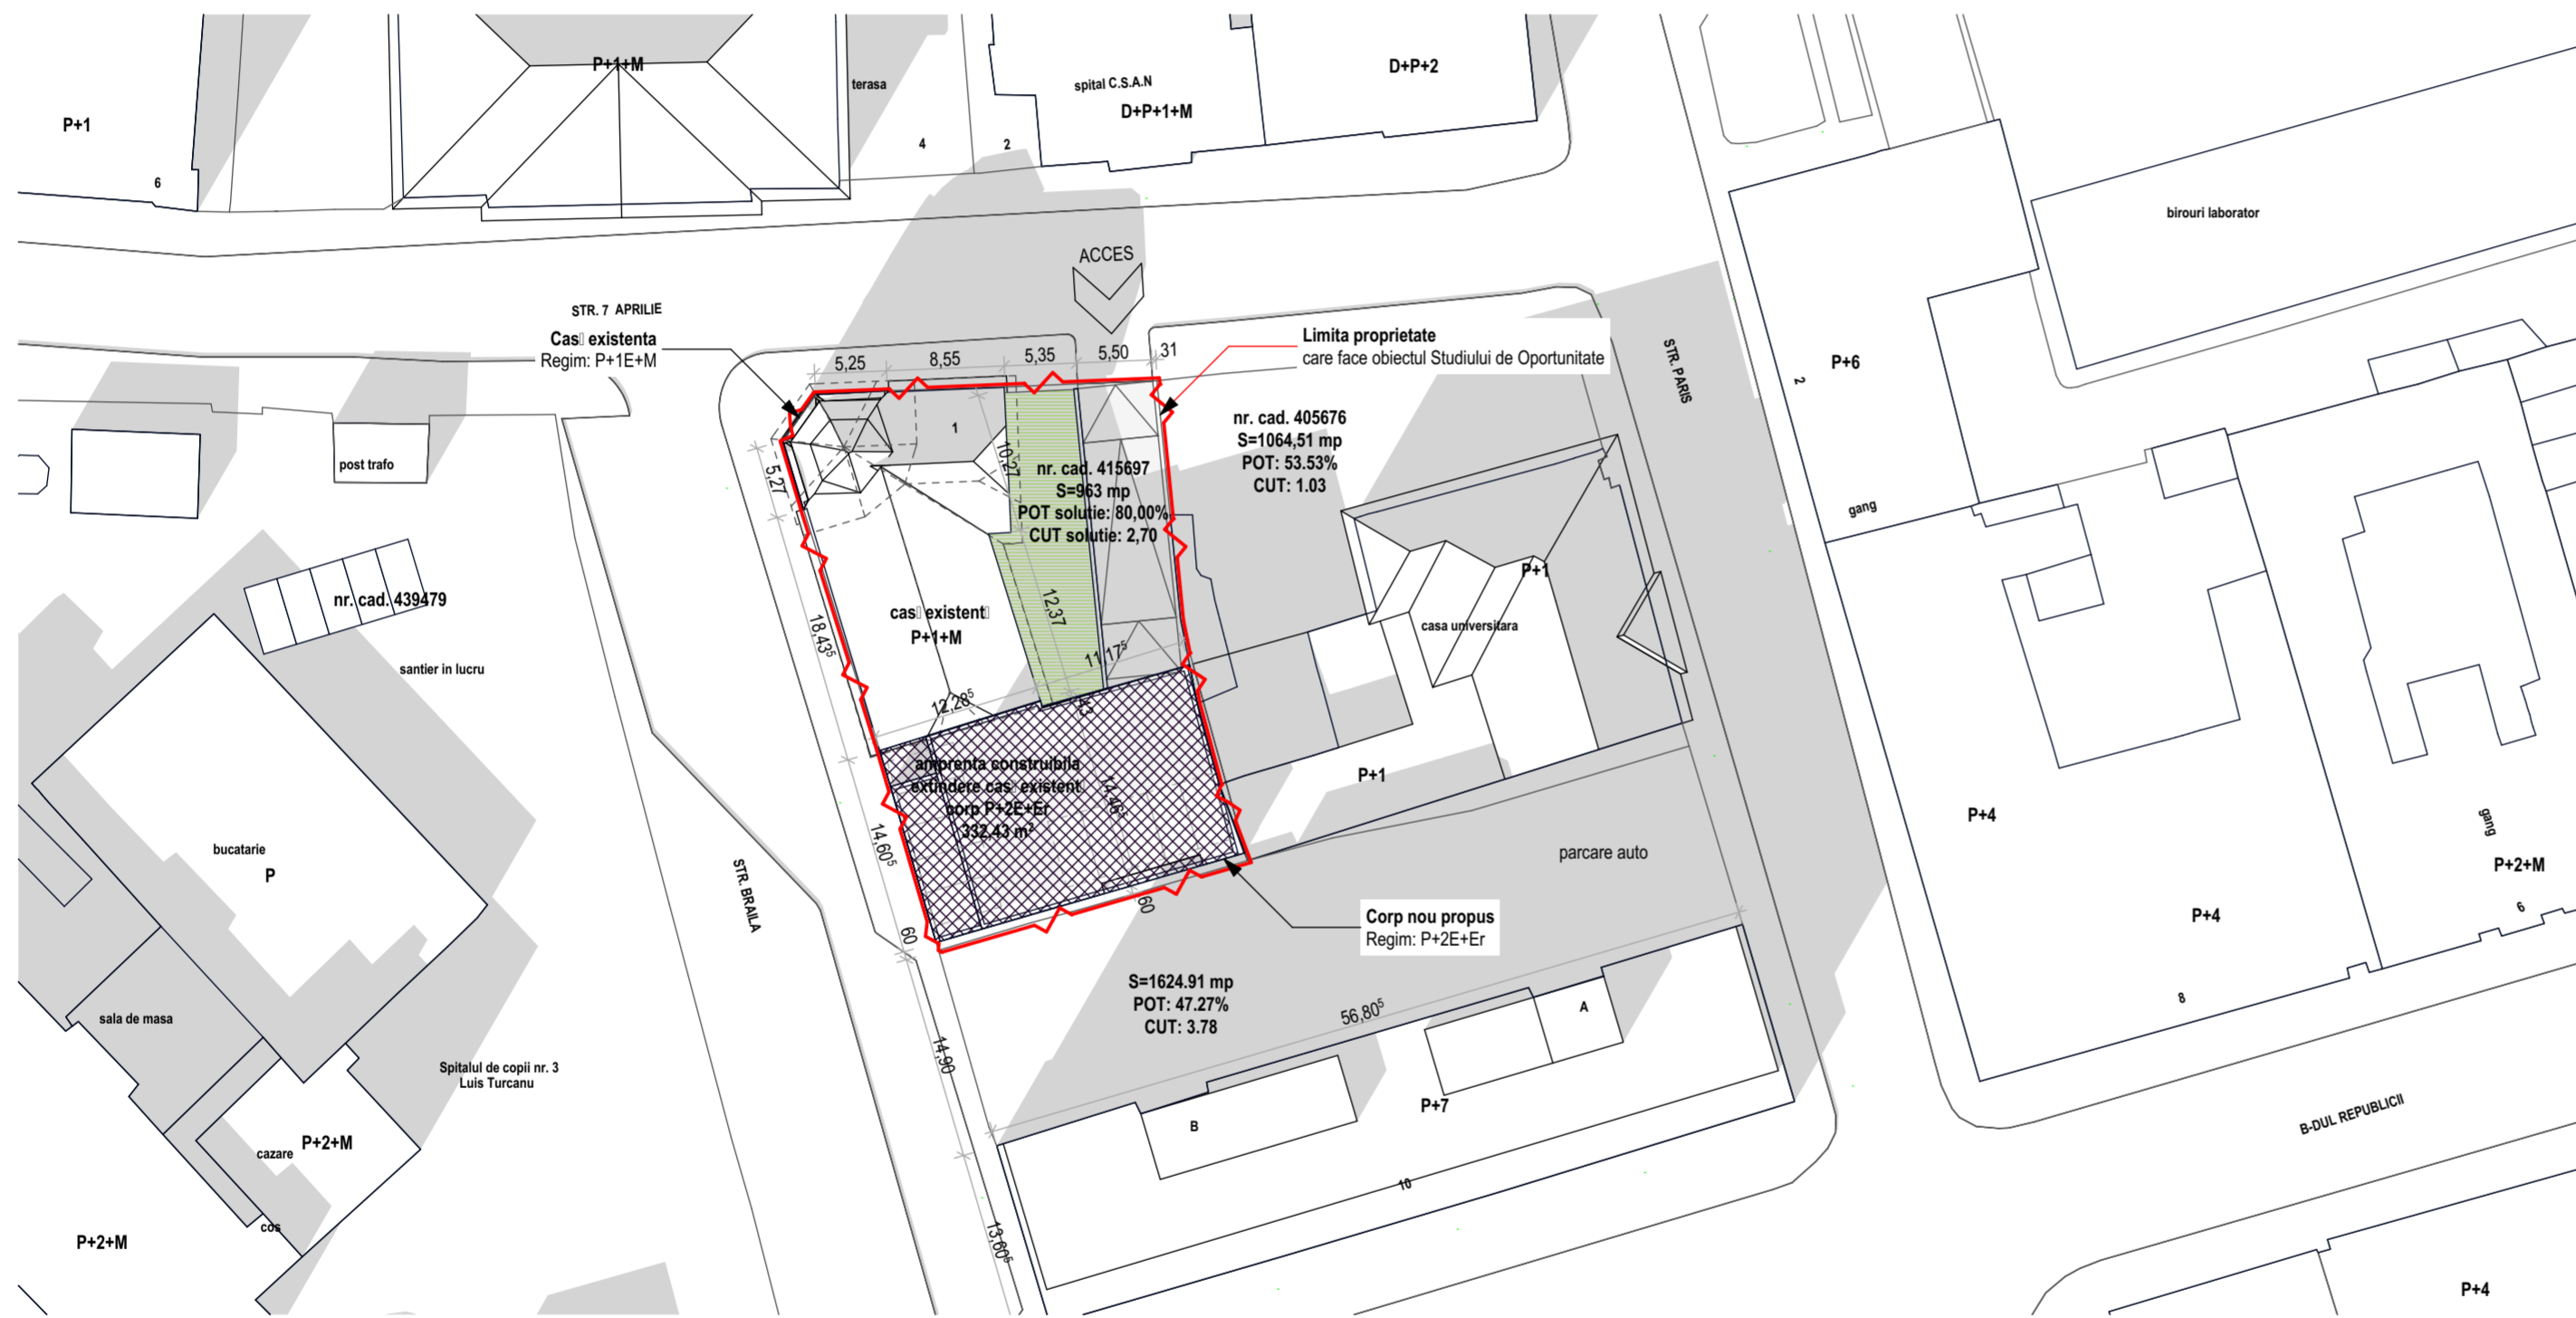 P+1
6
P+1+M
terasa
4
2
spital C.S.A.N
D+P+1+M
D+P+2
birouri laborator
ACCES
STR. 7 APRILIE
Cas existenta
Regim: P+1E+M
5,25
8,55
5,35
5,50
31
Limita proprietate
care face obiectul Studiului de Oportunitate
STR. PARIS
2
P+6
nr. cad. 405676
S=1064,51 mp
POT: 53.53%
CUT: 1.03
1
10,27
5,27
nr. cad. 415697
S=963 mp
POT solutie: 80,00%
CUT solutie: 2,70
post trafo
gang
P+1
nr. cad. 439479
santier in lucru
cas existent
P+1+M
12,37
18,43⁵
11,17⁵
12,28⁵
43
casa universitara
amprenta construibila
extindere cas existent
corp P+2E+Er
332,43 m²
14,46⁵
14,60⁵
P+1
P+4
gang
bucatarie
P
parcare auto
P+2+M
STR. BRAILA
60
60
Corp nou propus
Regim: P+2E+Er
P+4
6
8
S=1624.91 mp
POT: 47.27%
CUT: 3.78
56,80⁵
A
sala de masa
14,90
Spitalul de copii nr. 3
Luis Turcanu
P+7
B
B-DUL REPUBLICII
cazare
P+2+M
10
cos
P+2+M
13,60⁵
P+4